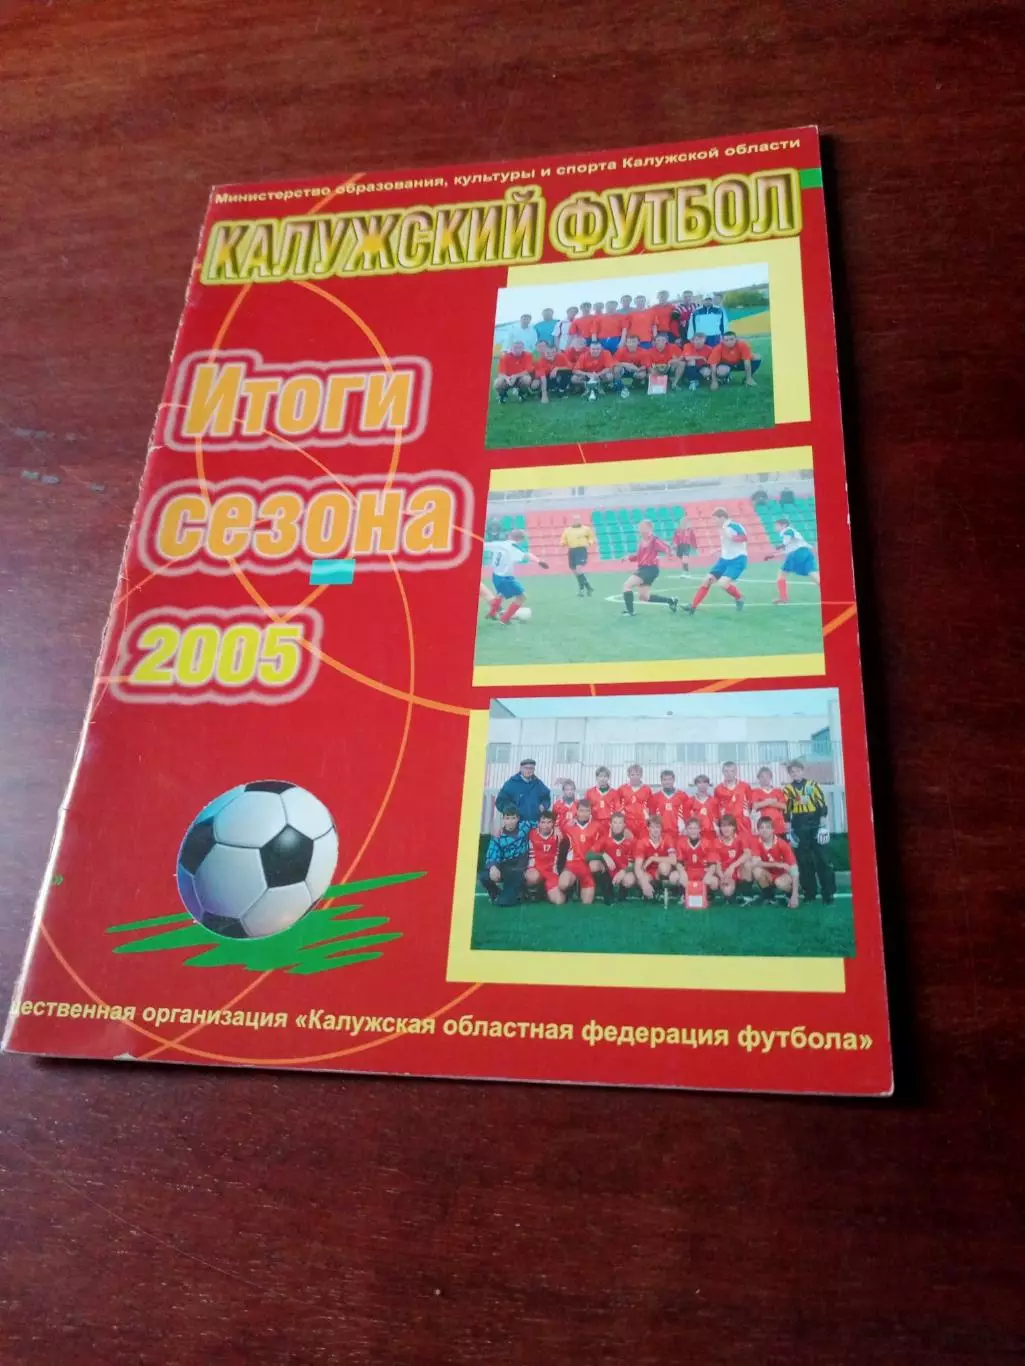 Министерство образования, культуры и спорта Калужской области
КАЛУЖСКИЙ ФУТБОЛ
Итоги
сезона
2005
»
щественная организация «Калужская областная федерация футбола»